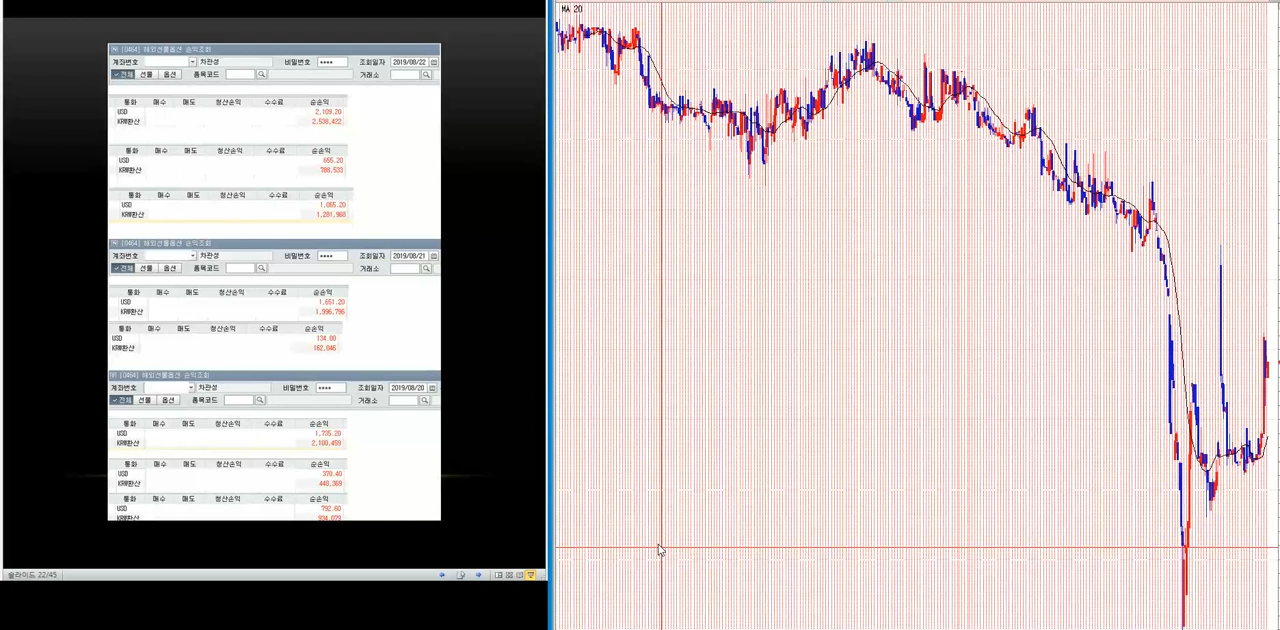 [0464] 해외선물옵션 손익조회
계좌번호 차관성 비밀번호 **** 조회일자 2019/08/22
전체 선물 옵션 품목코드 거래소
통화 매수 매도 청산손익 수수료 순손익
USD 2,109.20
KRW환산 2,538,422
통화 매수 매도 청산손익 수수료 순손익
USD 655.20
KRW환산 788,533
통화 매수 매도 청산손익 수수료 순손익
USD 1,065.20
KRW환산 1,281,968
[0464] 해외선물옵션 손익조회
계좌번호 차관성 비밀번호 **** 조회일자 2019/08/21
전체 선물 옵션 품목코드 거래소
통화 매수 매도 청산손익 수수료 순손익
USD 1,651.20
KRW환산 1,996,796
통화 매수 매도 청산손익 수수료 순손익
USD 134.00
KRW환산 162,046
[0464] 해외선물옵션 손익조회
계좌번호 차관성 비밀번호 **** 조회일자 2019/08/20
전체 선물 옵션 품목코드 거래소
통화 매수 매도 청산손익 수수료 순손익
USD 1,735.20
KRW환산 2,100,459
통화 매수 매도 청산손익 수수료 순손익
USD 370.40
KRW환산 448,369
통화 매수 매도 청산손익 수수료 순손익
USD 792.60
KRW환산 934,079
슬라이드 22/45
MA 20